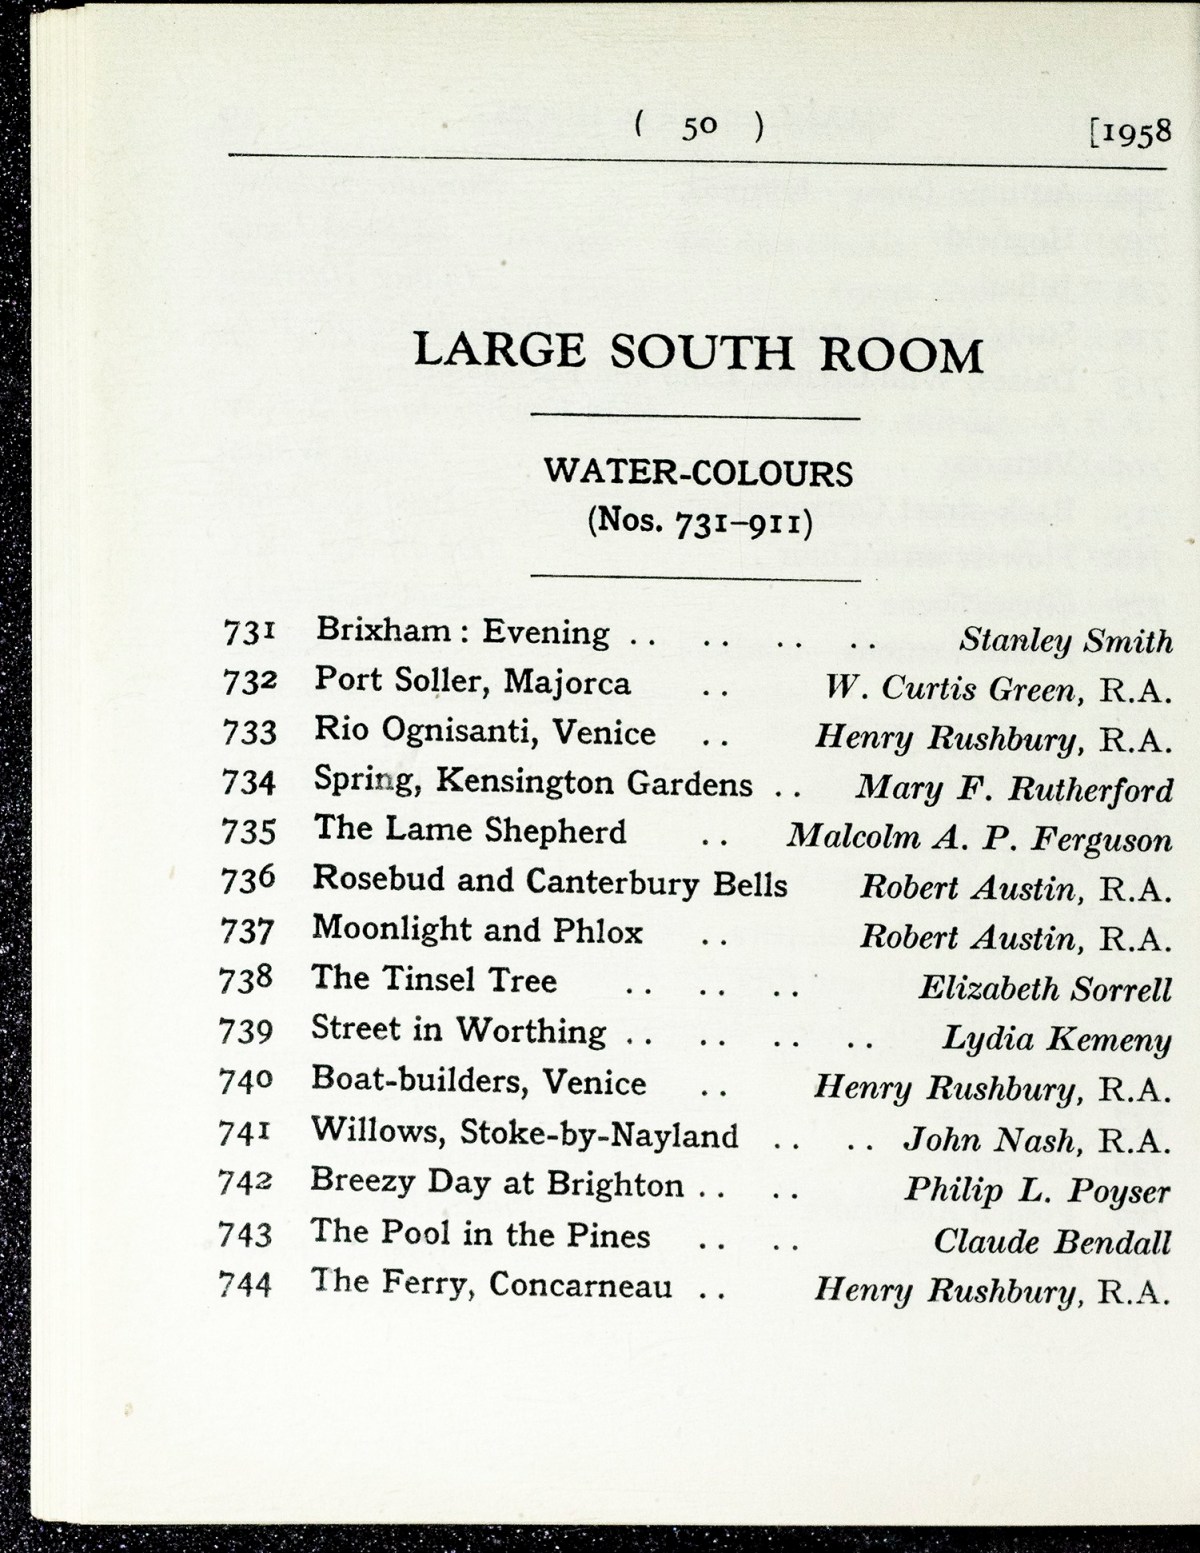 ( 50 ) [1958
LARGE SOUTH ROOM
WATER-COLOURS
(Nos. 731–911)
731 Brixham : Evening .. .. .. .. Stanley Smith
732 Port Soller, Majorca .. W. Curtis Green, R.A.
733 Rio Ognisanti, Venice .. Henry Rushbury, R.A.
734 Spring, Kensington Gardens .. Mary F. Rutherford
735 The Lame Shepherd .. Malcolm A. P. Ferguson
736 Rosebud and Canterbury Bells Robert Austin, R.A.
737 Moonlight and Phlox .. Robert Austin, R.A.
738 The Tinsel Tree .. .. .. Elizabeth Sorrell
739 Street in Worthing .. .. .. .. Lydia Kemeny
740 Boat-builders, Venice .. Henry Rushbury, R.A.
741 Willows, Stoke-by-Nayland .. .. John Nash, R.A.
742 Breezy Day at Brighton .. .. Philip L. Poyser
743 The Pool in the Pines .. .. Claude Bendall
744 The Ferry, Concarneau .. Henry Rushbury, R.A.